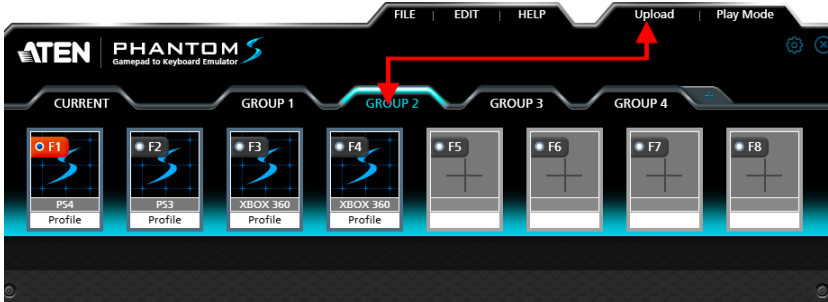 FILE | EDIT | HELP Upload | Play Mode
ATEN PHANTOM S
Gamepad to Keyboard Emulator
CURRENT GROUP 1 GROUP 2 GROUP 3 GROUP 4 +
F1 F2 F3 F4 F5 F6 F7 F8
PS4 PS3 XBOX 360 XBOX 360
Profile Profile Profile Profile